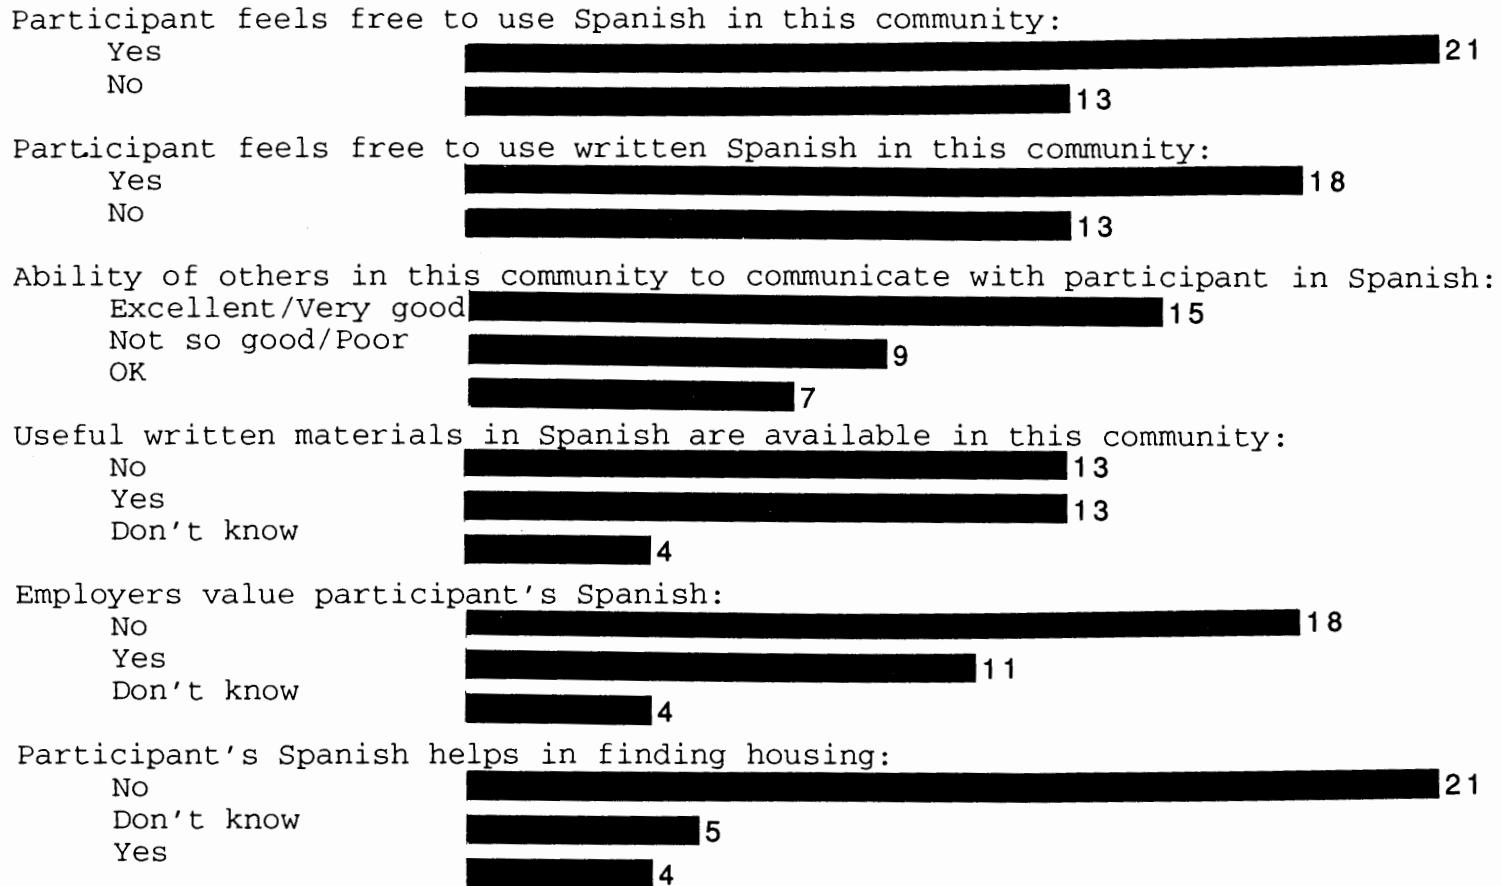 Participant feels free to use Spanish in this community:
Yes 21
No 13
Participant feels free to use written Spanish in this community:
Yes 18
No 13
Ability of others in this community to communicate with participant in Spanish:
Excellent/Very good 15
Not so good/Poor 9
OK 7
Useful written materials in Spanish are available in this community:
No 13
Yes 13
Don't know 4
Employers value participant's Spanish:
No 18
Yes 11
Don't know 4
Participant's Spanish helps in finding housing:
No 21
Don't know 5
Yes 4